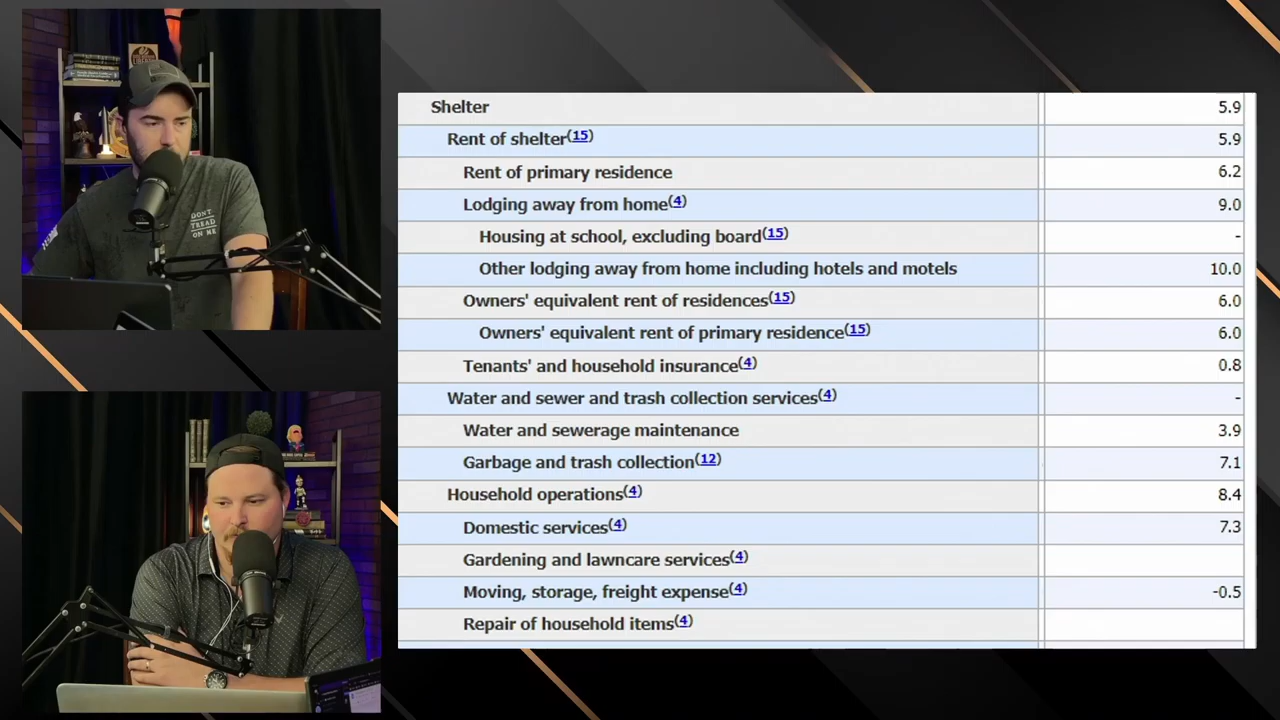 DONT
TREAD
ON ME
Shelter 5.9
Rent of shelter(15) 5.9
Rent of primary residence 6.2
Lodging away from home(4) 9.0
Housing at school, excluding board(15) -
Other lodging away from home including hotels and motels 10.0
Owners' equivalent rent of residences(15) 6.0
Owners' equivalent rent of primary residence(15) 6.0
Tenants' and household insurance(4) 0.8
Water and sewer and trash collection services(4) -
Water and sewerage maintenance 3.9
Garbage and trash collection(12) 7.1
Household operations(4) 8.4
Domestic services(4) 7.3
Gardening and lawncare services(4)
Moving, storage, freight expense(4) -0.5
Repair of household items(4)